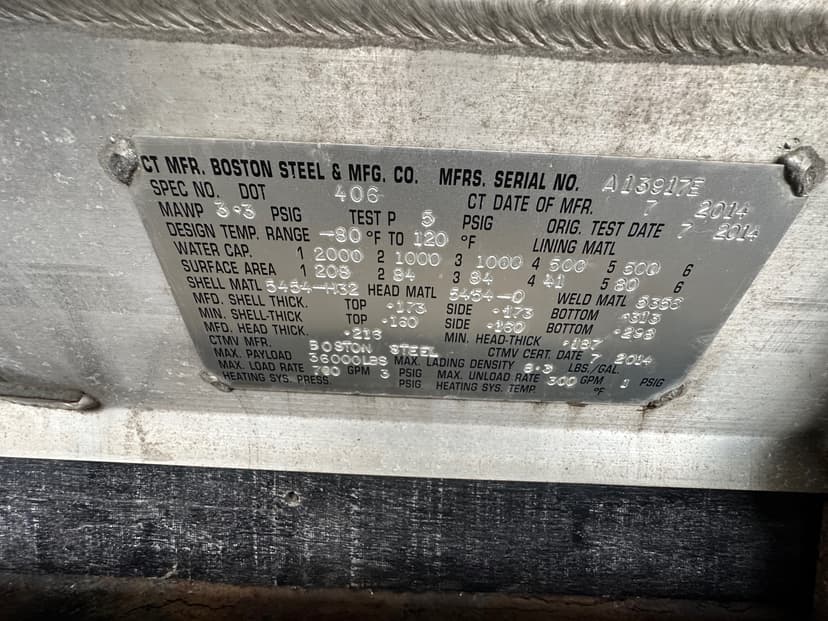 CT MFR. BOSTON STEEL & MFG. CO. MFRS. SERIAL NO. A13917E
SPEC NO. DOT 406 CT DATE OF MFR. 7 2014
MAWP 3.3 PSIG TEST P 5 PSIG ORIG. TEST DATE 7 2014
DESIGN TEMP. RANGE -80 °F TO 120 °F LINING MATL
WATER CAP. 1 2000 2 1000 3 1000 4 500 5 500 6
SURFACE AREA 1 208 2 84 3 84 4 41 5 80 6
SHELL MATL 5454-H32 HEAD MATL 5454-0 WELD MATL 5356
MFD. SHELL THICK. TOP .173 SIDE .173 BOTTOM .313
MIN. SHELL-THICK TOP .160 SIDE .160 BOTTOM .298
MFD. HEAD THICK. .216 MIN. HEAD-THICK .187
CTMV MFR. BOSTON STEEL CTMV CERT. DATE 7 2014
MAX. PAYLOAD 36000LBS MAX. LADING DENSITY 8.3 LBS./GAL.
MAX. LOAD RATE 700 GPM 3 PSIG MAX. UNLOAD RATE 300 GPM 1 PSIG
HEATING SYS. PRESS. PSIG HEATING SYS. TEMP. °F